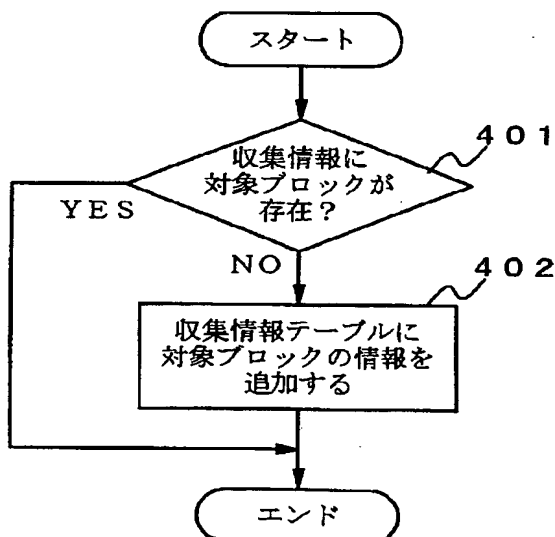 スタート
収集情報に
対象ブロックが
存在?
401
YES
NO
402
収集情報テーブルに
対象ブロックの情報を
追加する
エンド